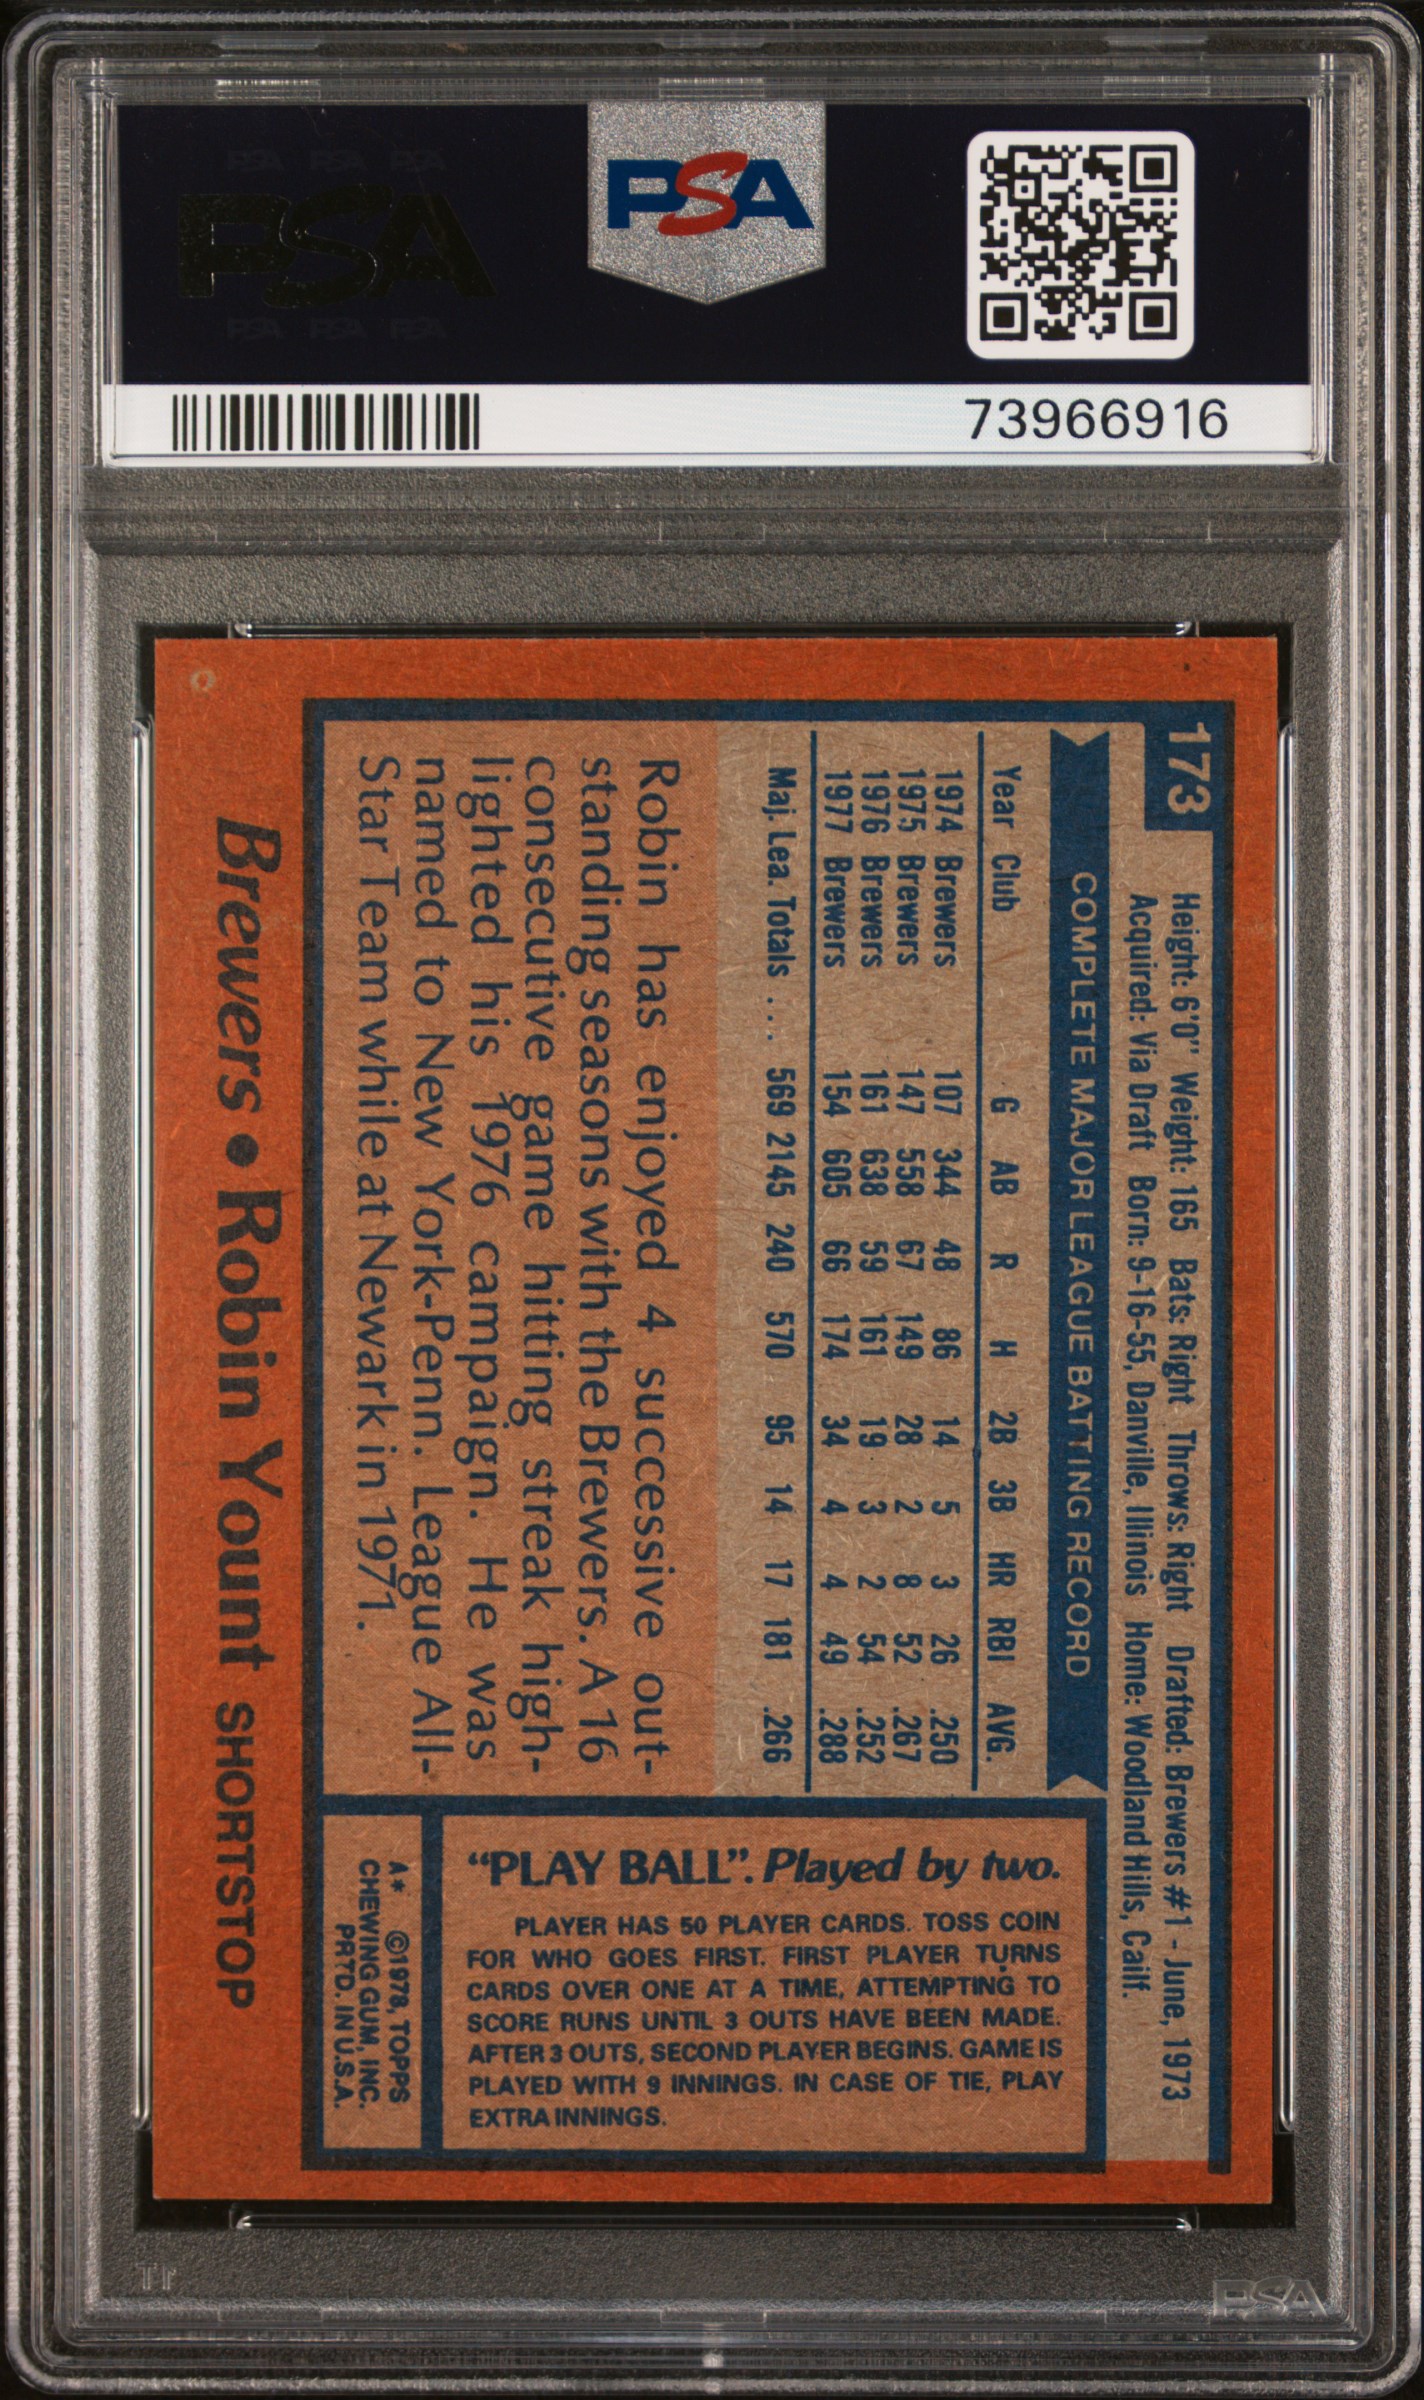 PSA PSA PSA
PSA
PSA PSA PSA
PSA
73966916
173
Height: 6'0" Weight: 165 Bats: Right Throws: Right Drafted: Brewers #1 - June, 1973
Acquired: Via Draft Born: 9-16-55, Danville, Illinois Home: Woodland Hills, Cailf.
COMPLETE MAJOR LEAGUE BATTING RECORD
Year Club G AB R H 2B 3B HR RBI AVG.
1974 Brewers 107 344 48 86 14 5 3 26 .250
1975 Brewers 147 558 67 149 28 2 8 52 .267
1976 Brewers 161 638 59 161 19 3 2 54 .252
1977 Brewers 154 605 66 174 34 4 4 49 .288
Maj. Lea. Totals .... 569 2145 240 570 95 14 17 181 .266
Robin has enjoyed 4 successive out-
standing seasons with the Brewers. A 16
consecutive game hitting streak high-
lighted his 1976 campaign. He was
named to New York-Penn. League All-
Star Team while at Newark in 1971.
"PLAY BALL". Played by two.
PLAYER HAS 50 PLAYER CARDS. TOSS COIN
FOR WHO GOES FIRST. FIRST PLAYER TURNS
CARDS OVER ONE AT A TIME, ATTEMPTING TO
SCORE RUNS UNTIL 3 OUTS HAVE BEEN MADE.
AFTER 3 OUTS, SECOND PLAYER BEGINS. GAME IS
PLAYED WITH 9 INNINGS. IN CASE OF TIE, PLAY
EXTRA INNINGS.
A* ©1978, TOPPS
CHEWING GUM, INC.
PRTD. IN U.S.A.
Brewers • Robin Yount SHORTSTOP
PSA